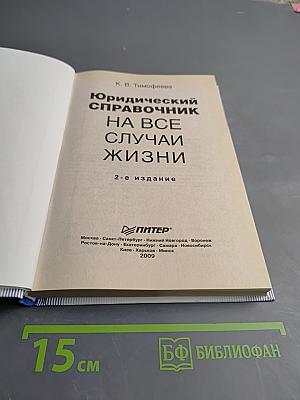 К. В. Тимофеева
Юридический
СПРАВОЧНИК
НА ВСЕ
СЛУЧАИ
ЖИЗНИ
2-е издание
ПИТЕР
Москва · Санкт-Петербург · Нижний Новгород · Воронеж
Ростов-на-Дону · Екатеринбург · Самара · Новосибирск
Киев · Харьков · Минск
2009
15 см
БФ БИБЛИОФАН